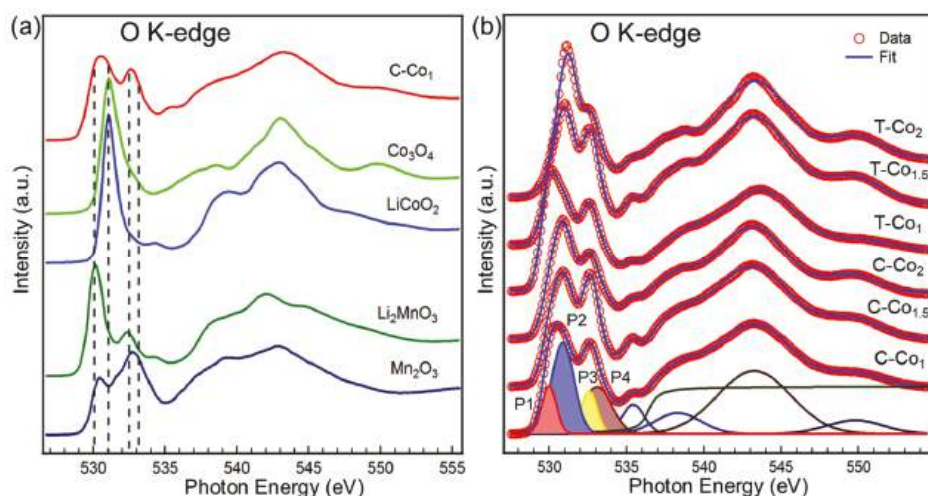 (a)
O K-edge
C-Co₁
Co₃O₄
LiCoO₂
Li₂MnO₃
Mn₂O₃
Intensity (a.u.)
530 535 540 545 550 555
Photon Energy (eV)
(b)
O K-edge
Data
Fit
T-Co₂
T-Co₁.₅
T-Co₁
C-Co₂
C-Co₁.₅
C-Co₁
P2
P3
P4
P1
Intensity (a.u.)
530 535 540 545 550
Photon Energy (eV)